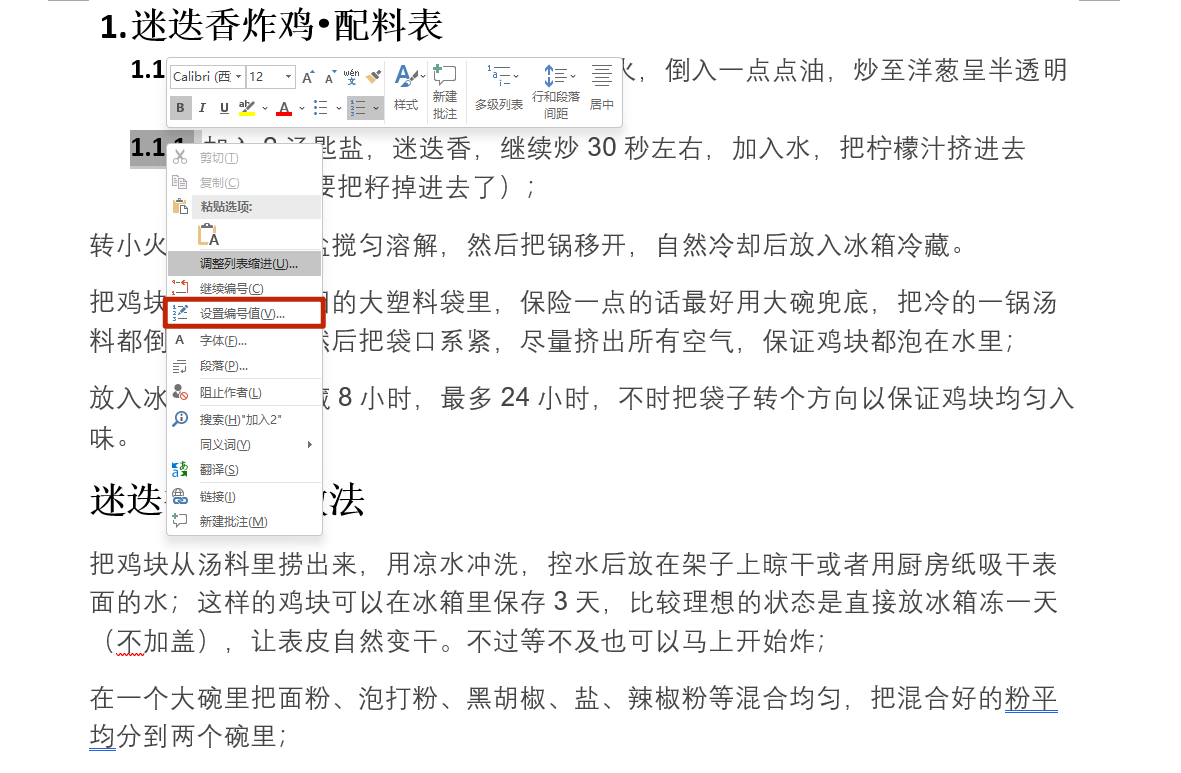 1.迷迭香炸鸡•配料表
1.1
火，倒入一点点油，炒至洋葱呈半透明
Calibri (西 12 A A wén 文
B I U ab A
样式
新建
批注
多级列表
行和段落
间距
居中
1.1.1 加入 2 汤匙盐，迷迭香，继续炒 30 秒左右，加入水，把柠檬汁挤进去
要把籽掉进去了）；
剪切(T)
复制(C)
粘贴选项:
A
调整列表缩进(U)...
继续编号(C)
设置编号值(V)...
A 字体(F)...
段落(P)...
阻止作者(L)
搜索(H)"加入2"
同义词(Y)
翻译(S)
链接(I)
新建批注(M)
转小火 盐搅匀溶解，然后把锅移开，自然冷却后放入冰箱冷藏。
把鸡块 的大塑料袋里，保险一点的话最好用大碗兜底，把冷的一锅汤
料都倒 然后把袋口系紧，尽量挤出所有空气，保证鸡块都泡在水里；
放入冰 藏 8 小时，最多 24 小时，不时把袋子转个方向以保证鸡块均匀入
味。
迷迭 做法
把鸡块从汤料里捞出来，用凉水冲洗，控水后放在架子上晾干或者用厨房纸吸干表
面的水；这样的鸡块可以在冰箱里保存 3 天，比较理想的状态是直接放冰箱冻一天
（不加盖），让表皮自然变干。不过等不及也可以马上开始炸；
在一个大碗里把面粉、泡打粉、黑胡椒、盐、辣椒粉等混合均匀，把混合好的粉平
均分到两个碗里；